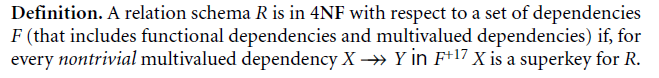 Definition. A relation schema R is in 4NF with respect to a set of dependencies
F (that includes functional dependencies and multivalued dependencies) if, for
every nontrivial multivalued dependency X →→ Y in F+17 X is a superkey for R.